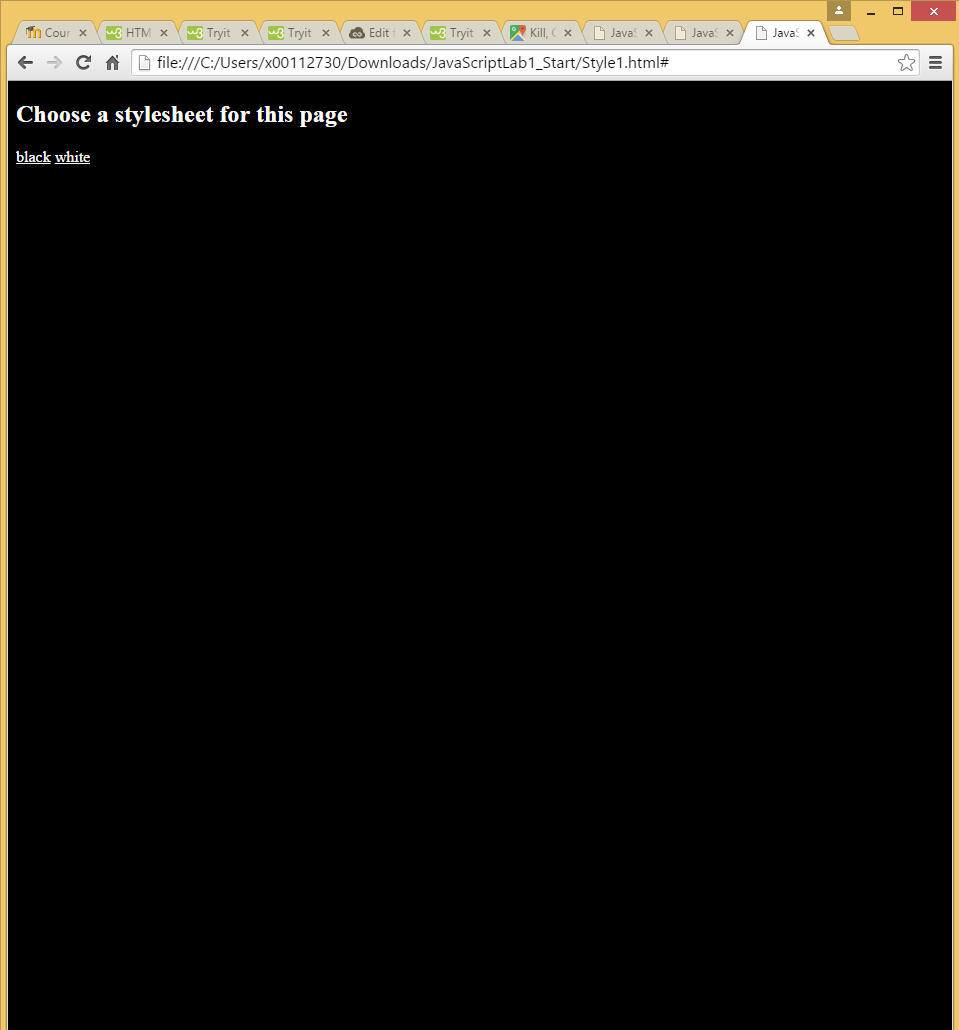 Cour HTM Tryit Tryit Edit Tryit Kill, JavaS JavaS JavaS
file:///C:/Users/x00112730/Downloads/JavaScriptLab1_Start/Style1.html#
Choose a stylesheet for this page
black white